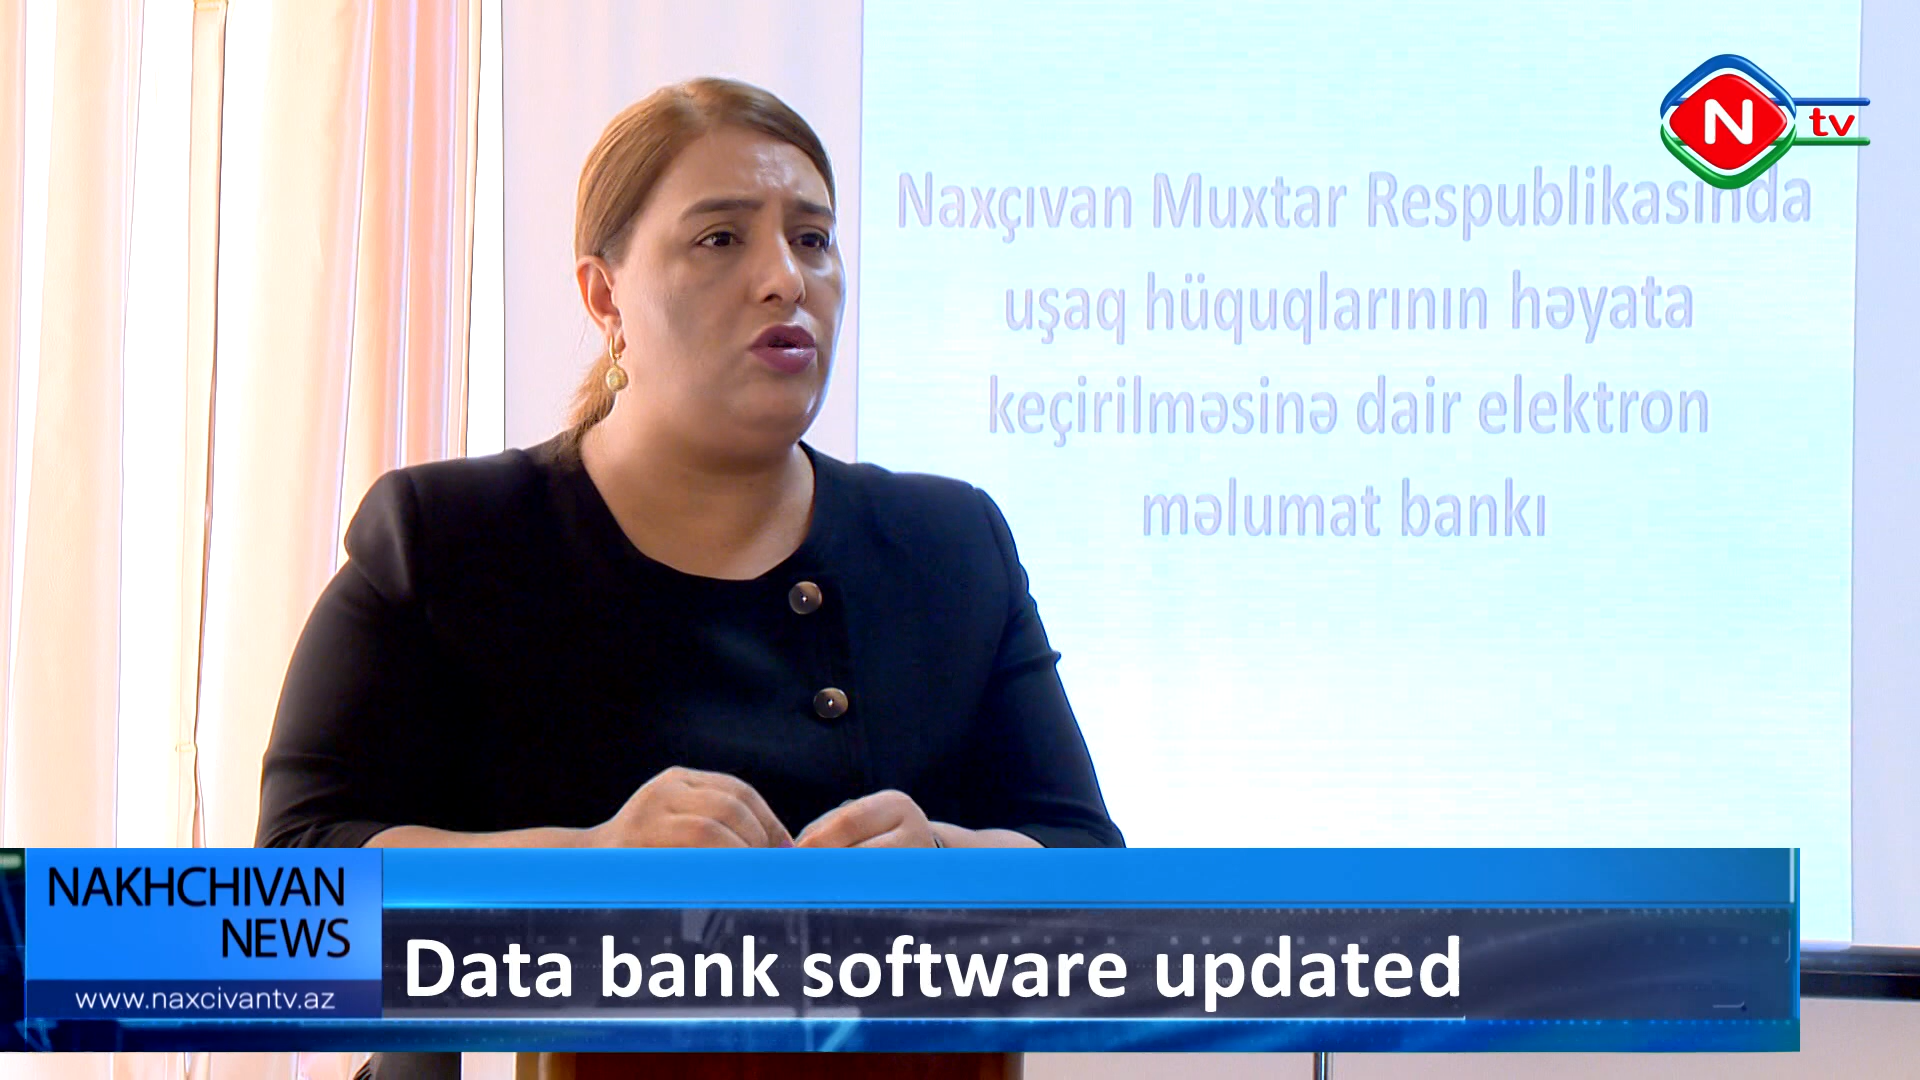 N tv
Naxçıvan Muxtar Respublikasında
uşaq hüquqlarının həyata
keçirilməsinə dair elektron
məlumat bankı
NAKHCHIVAN
NEWS
www.naxcivantv.az
Data bank software updated